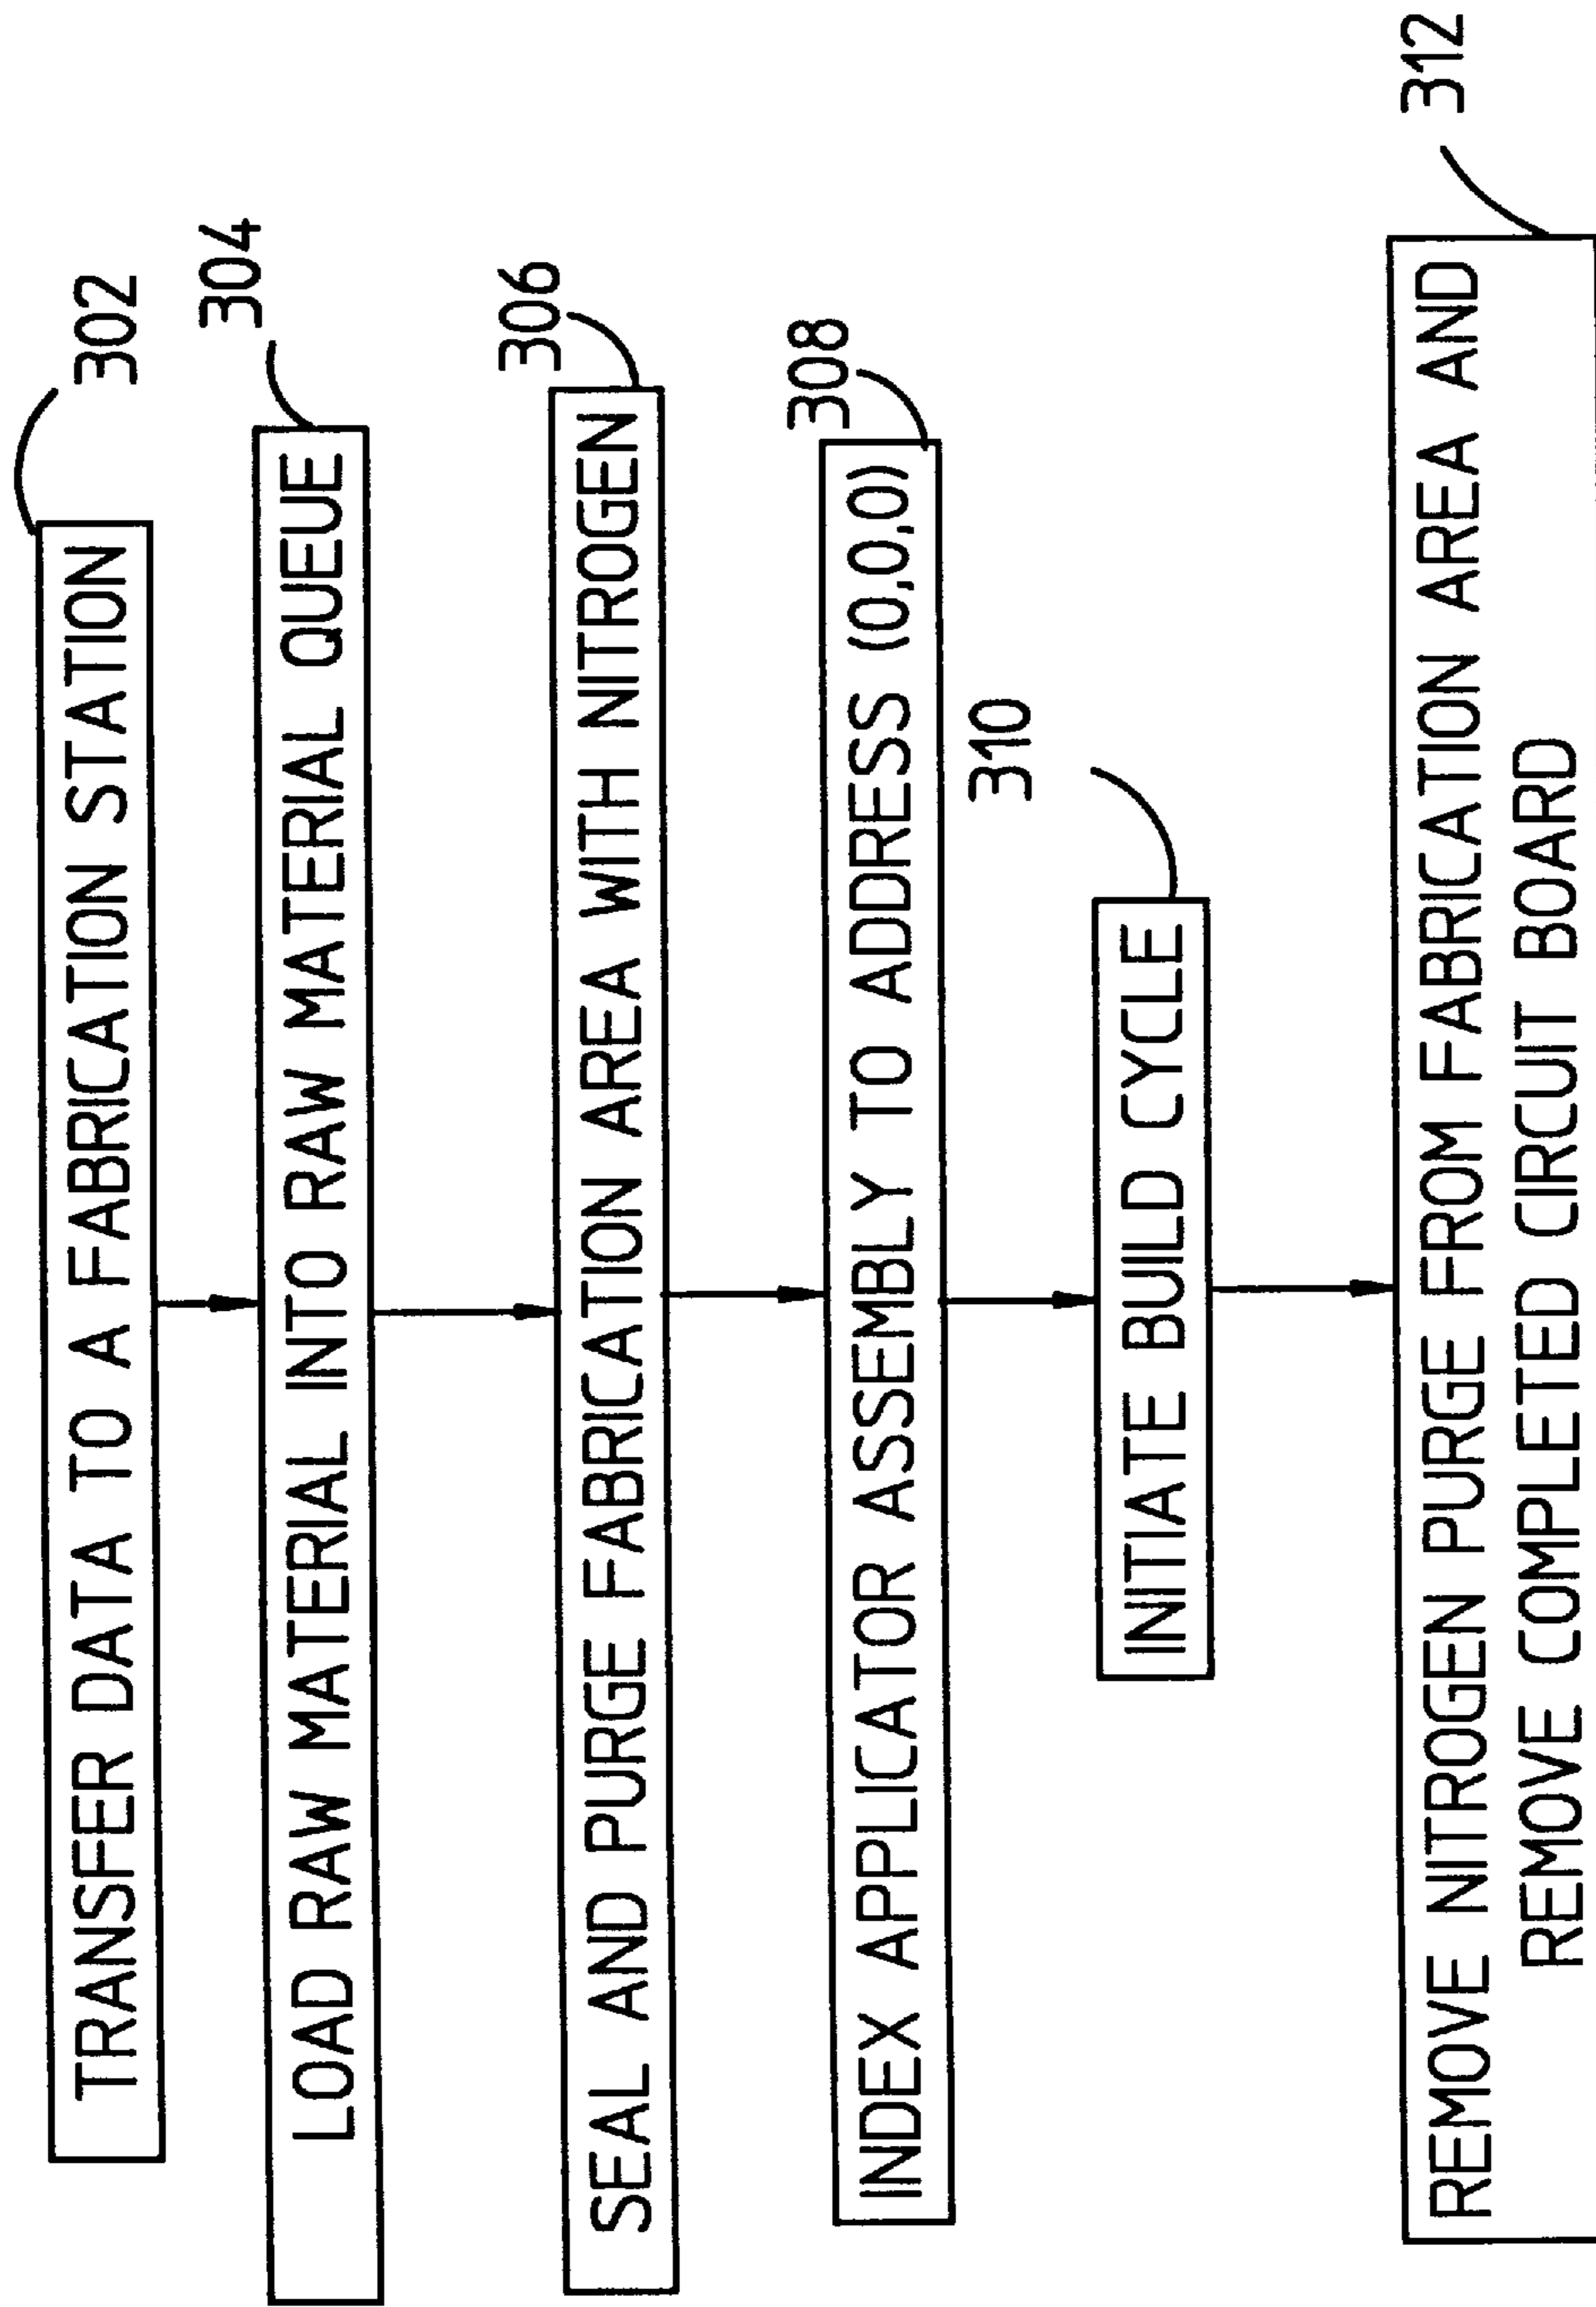 302
TRANSFER DATA TO A FABRICATION STATION
304
LOAD RAW MATERIAL INTO RAW MATERIAL QUEUE
306
SEAL AND PURGE FABRICATION AREA WITH NITROGEN
308
INDEX APPLICATOR ASSEMBLY TO ADDRESS (0,0,0)
310
INITIATE BUILD CYCLE
312
REMOVE NITROGEN PURGE FROM FABRICATION AREA AND
REMOVE COMPLETED CIRCUIT BOARD